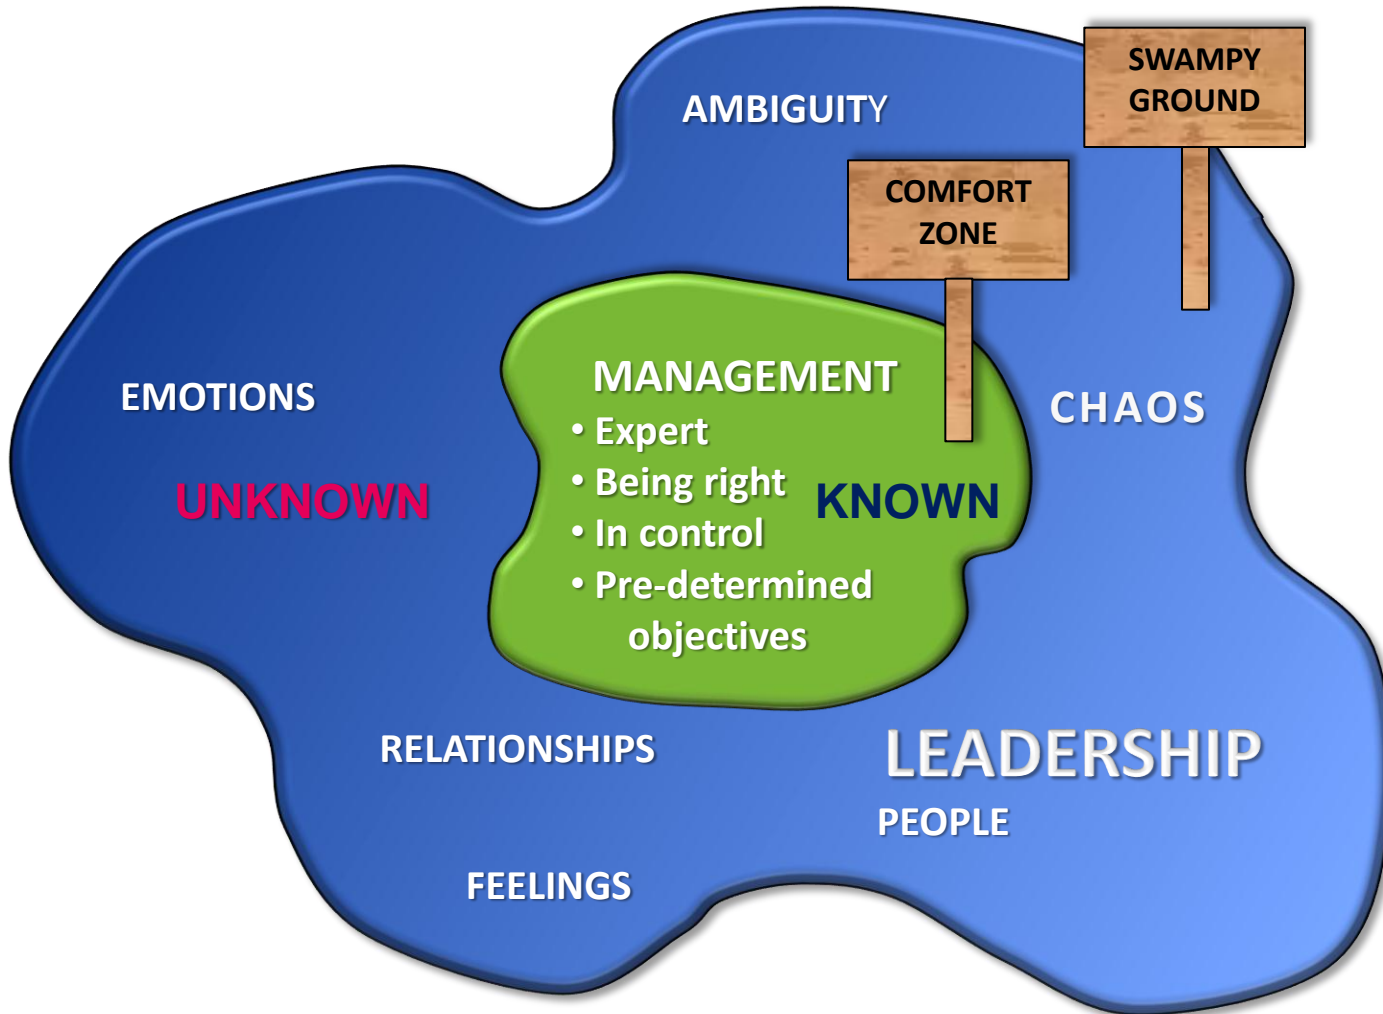 SWAMPY
GROUND
AMBIGUITY
COMFORT
ZONE
MANAGEMENT
• Expert
• Being right
• In control
• Pre-determined
objectives
KNOWN
EMOTIONS
UNKNOWN
CHAOS
RELATIONSHIPS
LEADERSHIP
PEOPLE
FEELINGS